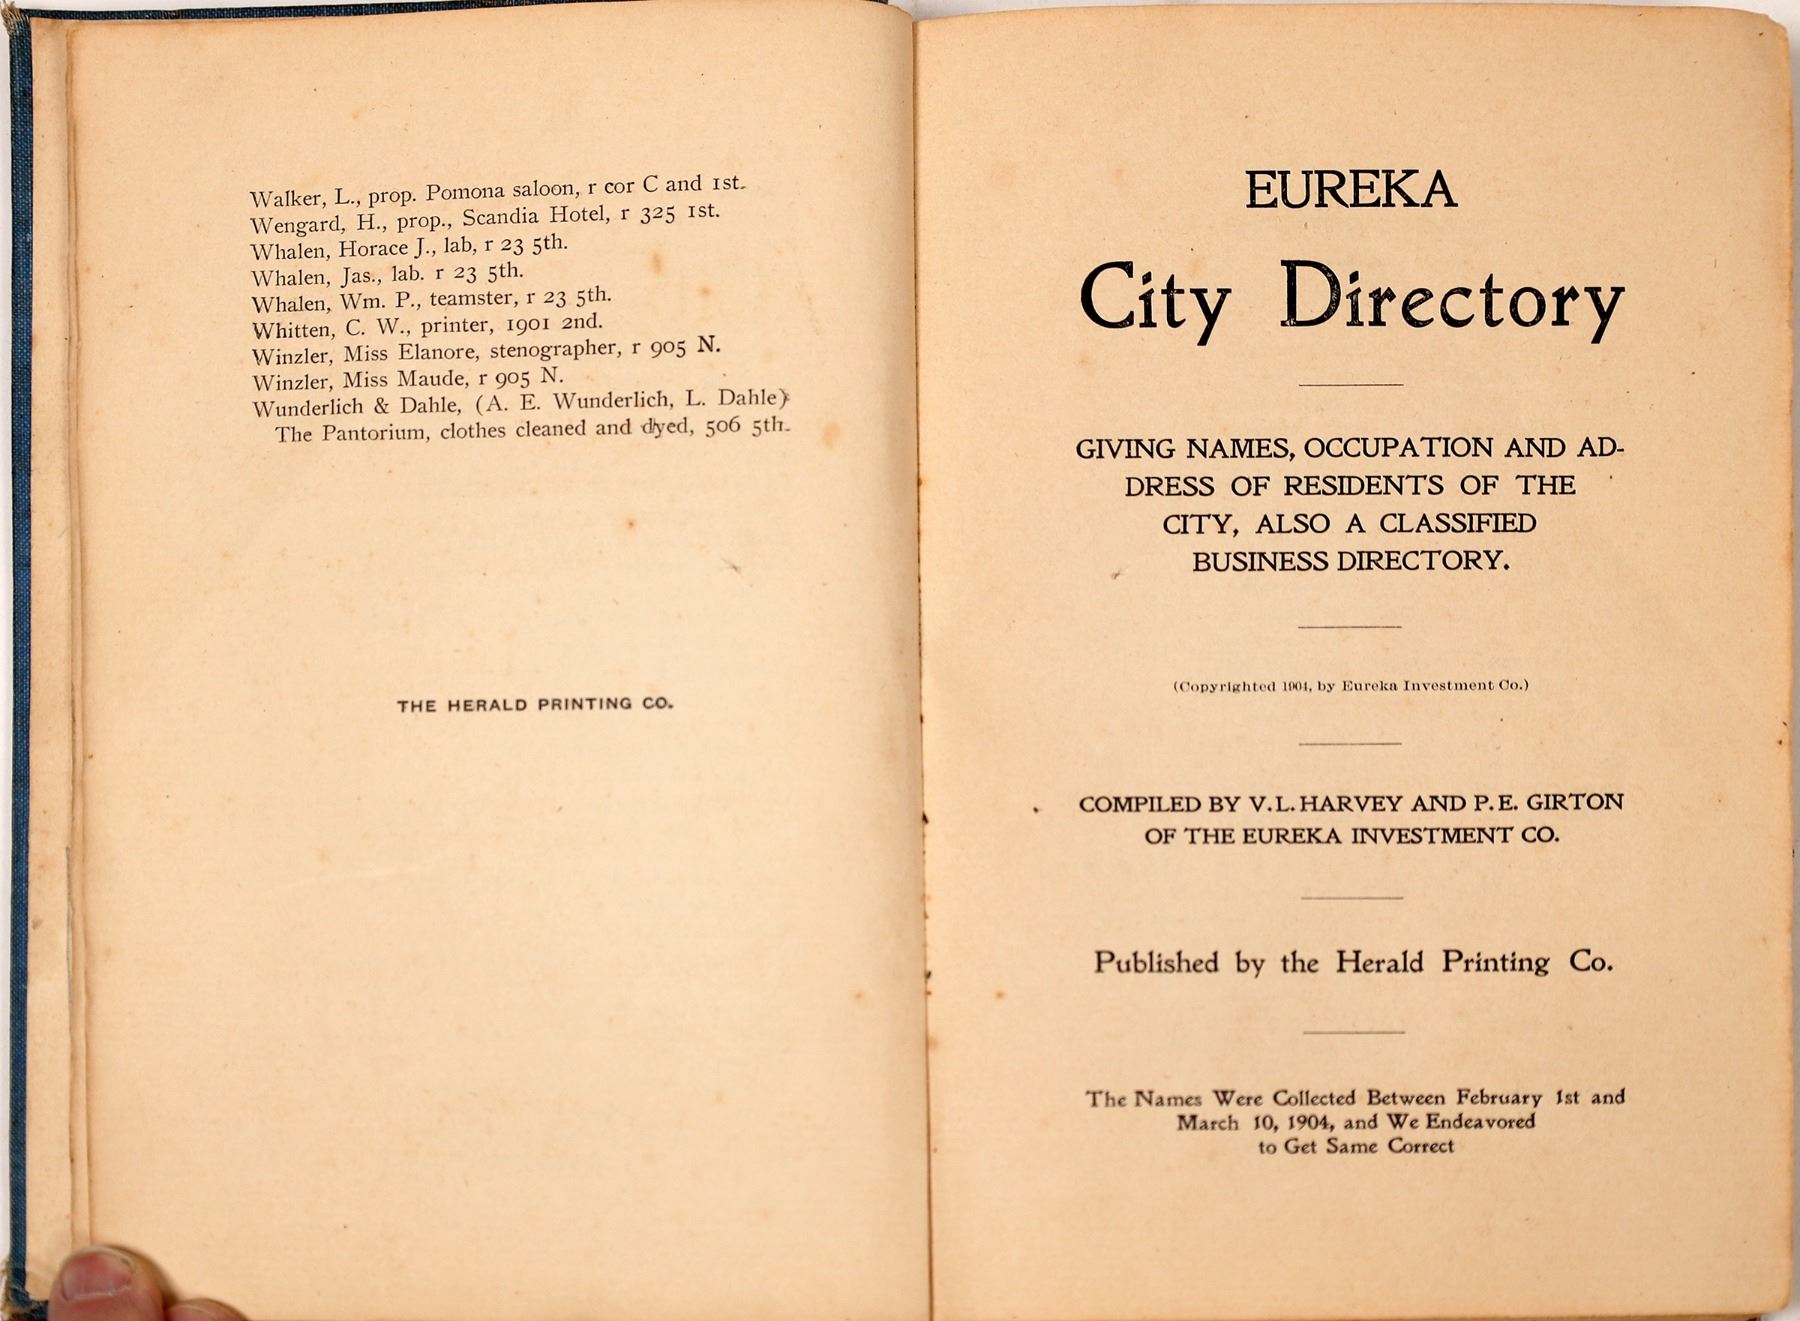 Walker, L., prop. Pomona saloon, r cor C and 1st.
Wengard, H., prop., Scandia Hotel, r 325 1st.
Whalen, Horace J., lab, r 23 5th.
Whalen, Jas., lab. r 23 5th.
Whalen, Wm. P., teamster, r 23 5th.
Whitten, C. W., printer, 1901 2nd.
Winzler, Miss Elanore, stenographer, r 905 N.
Winzler, Miss Maude, r 905 N.
Wunderlich & Dahle, (A. E. Wunderlich, L. Dahle)
The Pantorium, clothes cleaned and dyed, 506 5th.
THE HERALD PRINTING CO.
EUREKA
City Directory
GIVING NAMES, OCCUPATION AND AD-
DRESS OF RESIDENTS OF THE
CITY, ALSO A CLASSIFIED
BUSINESS DIRECTORY.
(Copyrighted 1904, by Eureka Investment Co.)
COMPILED BY V. L. HARVEY AND P. E. GIRTON
OF THE EUREKA INVESTMENT CO.
Published by the Herald Printing Co.
The Names Were Collected Between February 1st and
March 10, 1904, and We Endeavored
to Get Same Correct